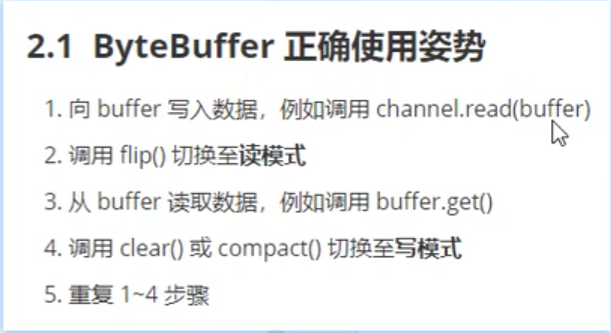 2.1 ByteBuffer 正确使用姿势
1. 向 buffer 写入数据，例如调用 channel.read(buffer)
2. 调用 flip() 切换至读模式
3. 从 buffer 读取数据，例如调用 buffer.get()
4. 调用 clear() 或 compact() 切换至写模式
5. 重复 1~4 步骤